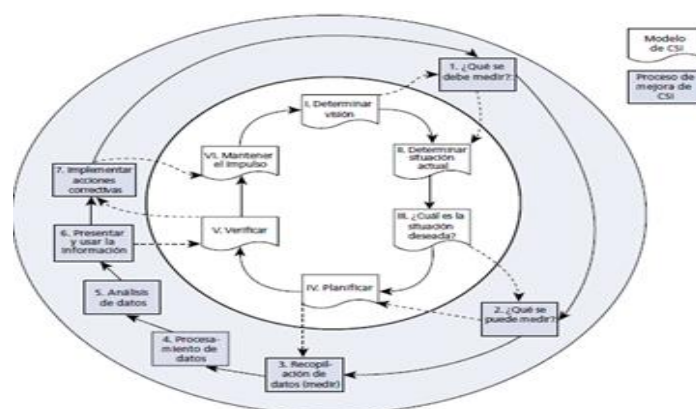 Modelo
de CSI
Proceso de
mejora de
CSI
1. ¿Qué se
debe medir?
I. Determinar
visión
II. Determinar
situación
actual
III. ¿Cuál es la
situación
deseada?
IV. Planificar
V. Verificar
VI. Mantener
el impulso
2. ¿Qué se
puede medir?
3. Recopil-
ación de
datos (medir)
4. Procesa-
miento de
datos
5. Análisis
de datos
6. Presentar
y usar la
información
7. Implementar
acciones
correctivas